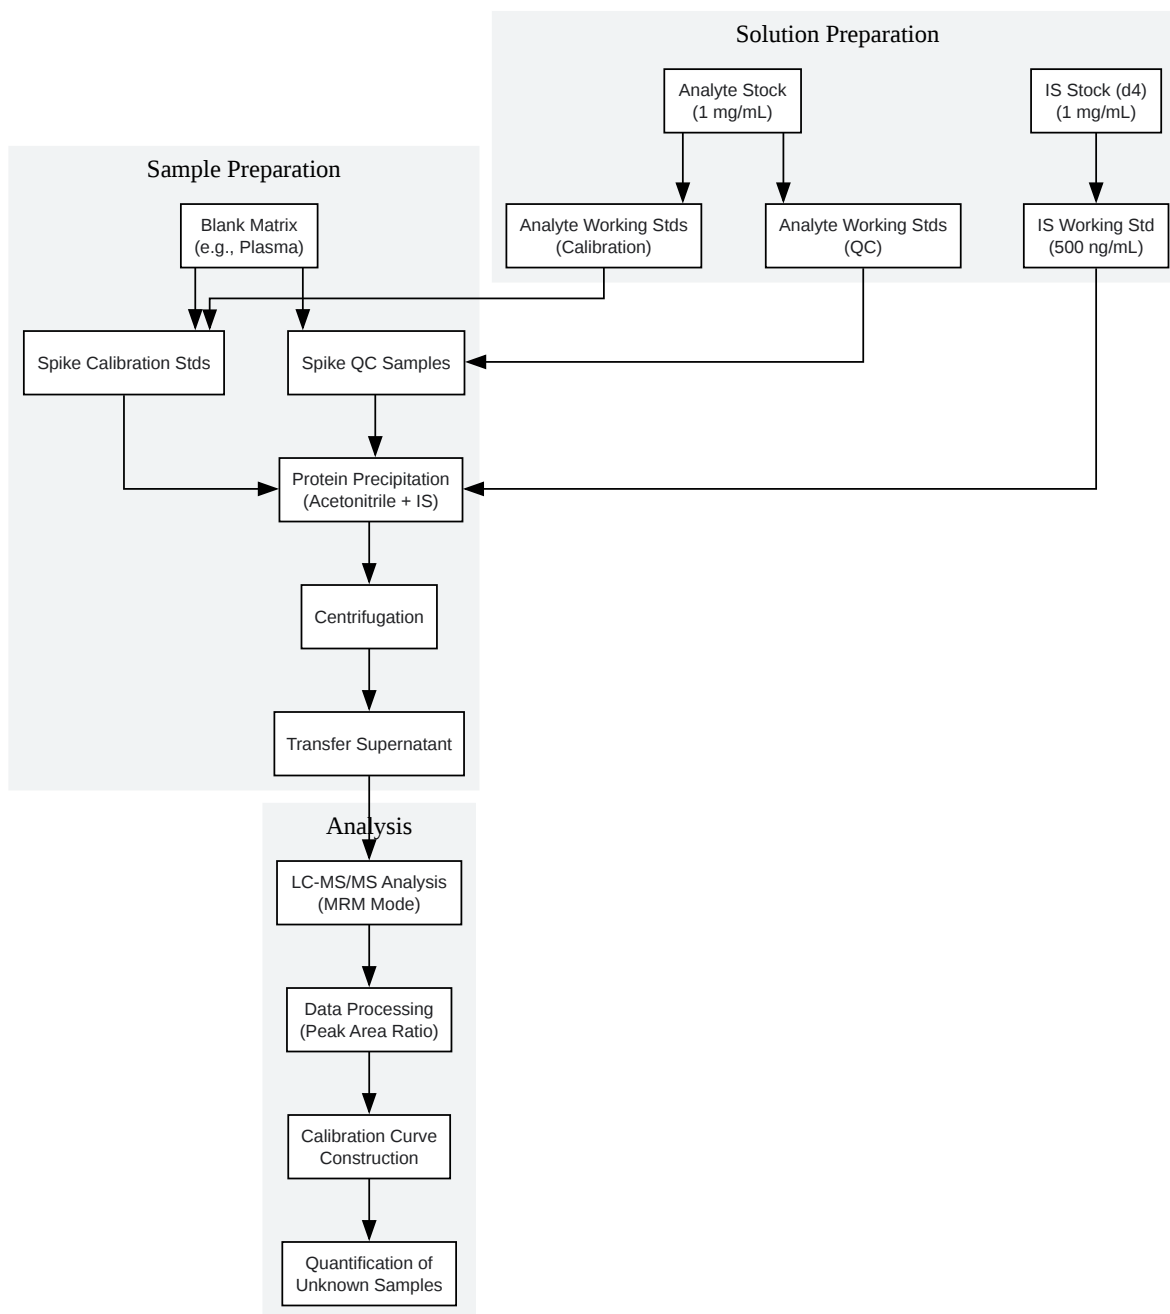 Solution Preparation
Analyte Stock
(1 mg/mL)
IS Stock (d4)
(1 mg/mL)
Sample Preparation
Blank Matrix
(e.g., Plasma)
Analyte Working Stds
(Calibration)
Analyte Working Stds
(QC)
IS Working Std
(500 ng/mL)
Spike Calibration Stds
Spike QC Samples
Protein Precipitation
(Acetonitrile + IS)
Centrifugation
Transfer Supernatant
Analysis
LC-MS/MS Analysis
(MRM Mode)
Data Processing
(Peak Area Ratio)
Calibration Curve
Construction
Quantification of
Unknown Samples